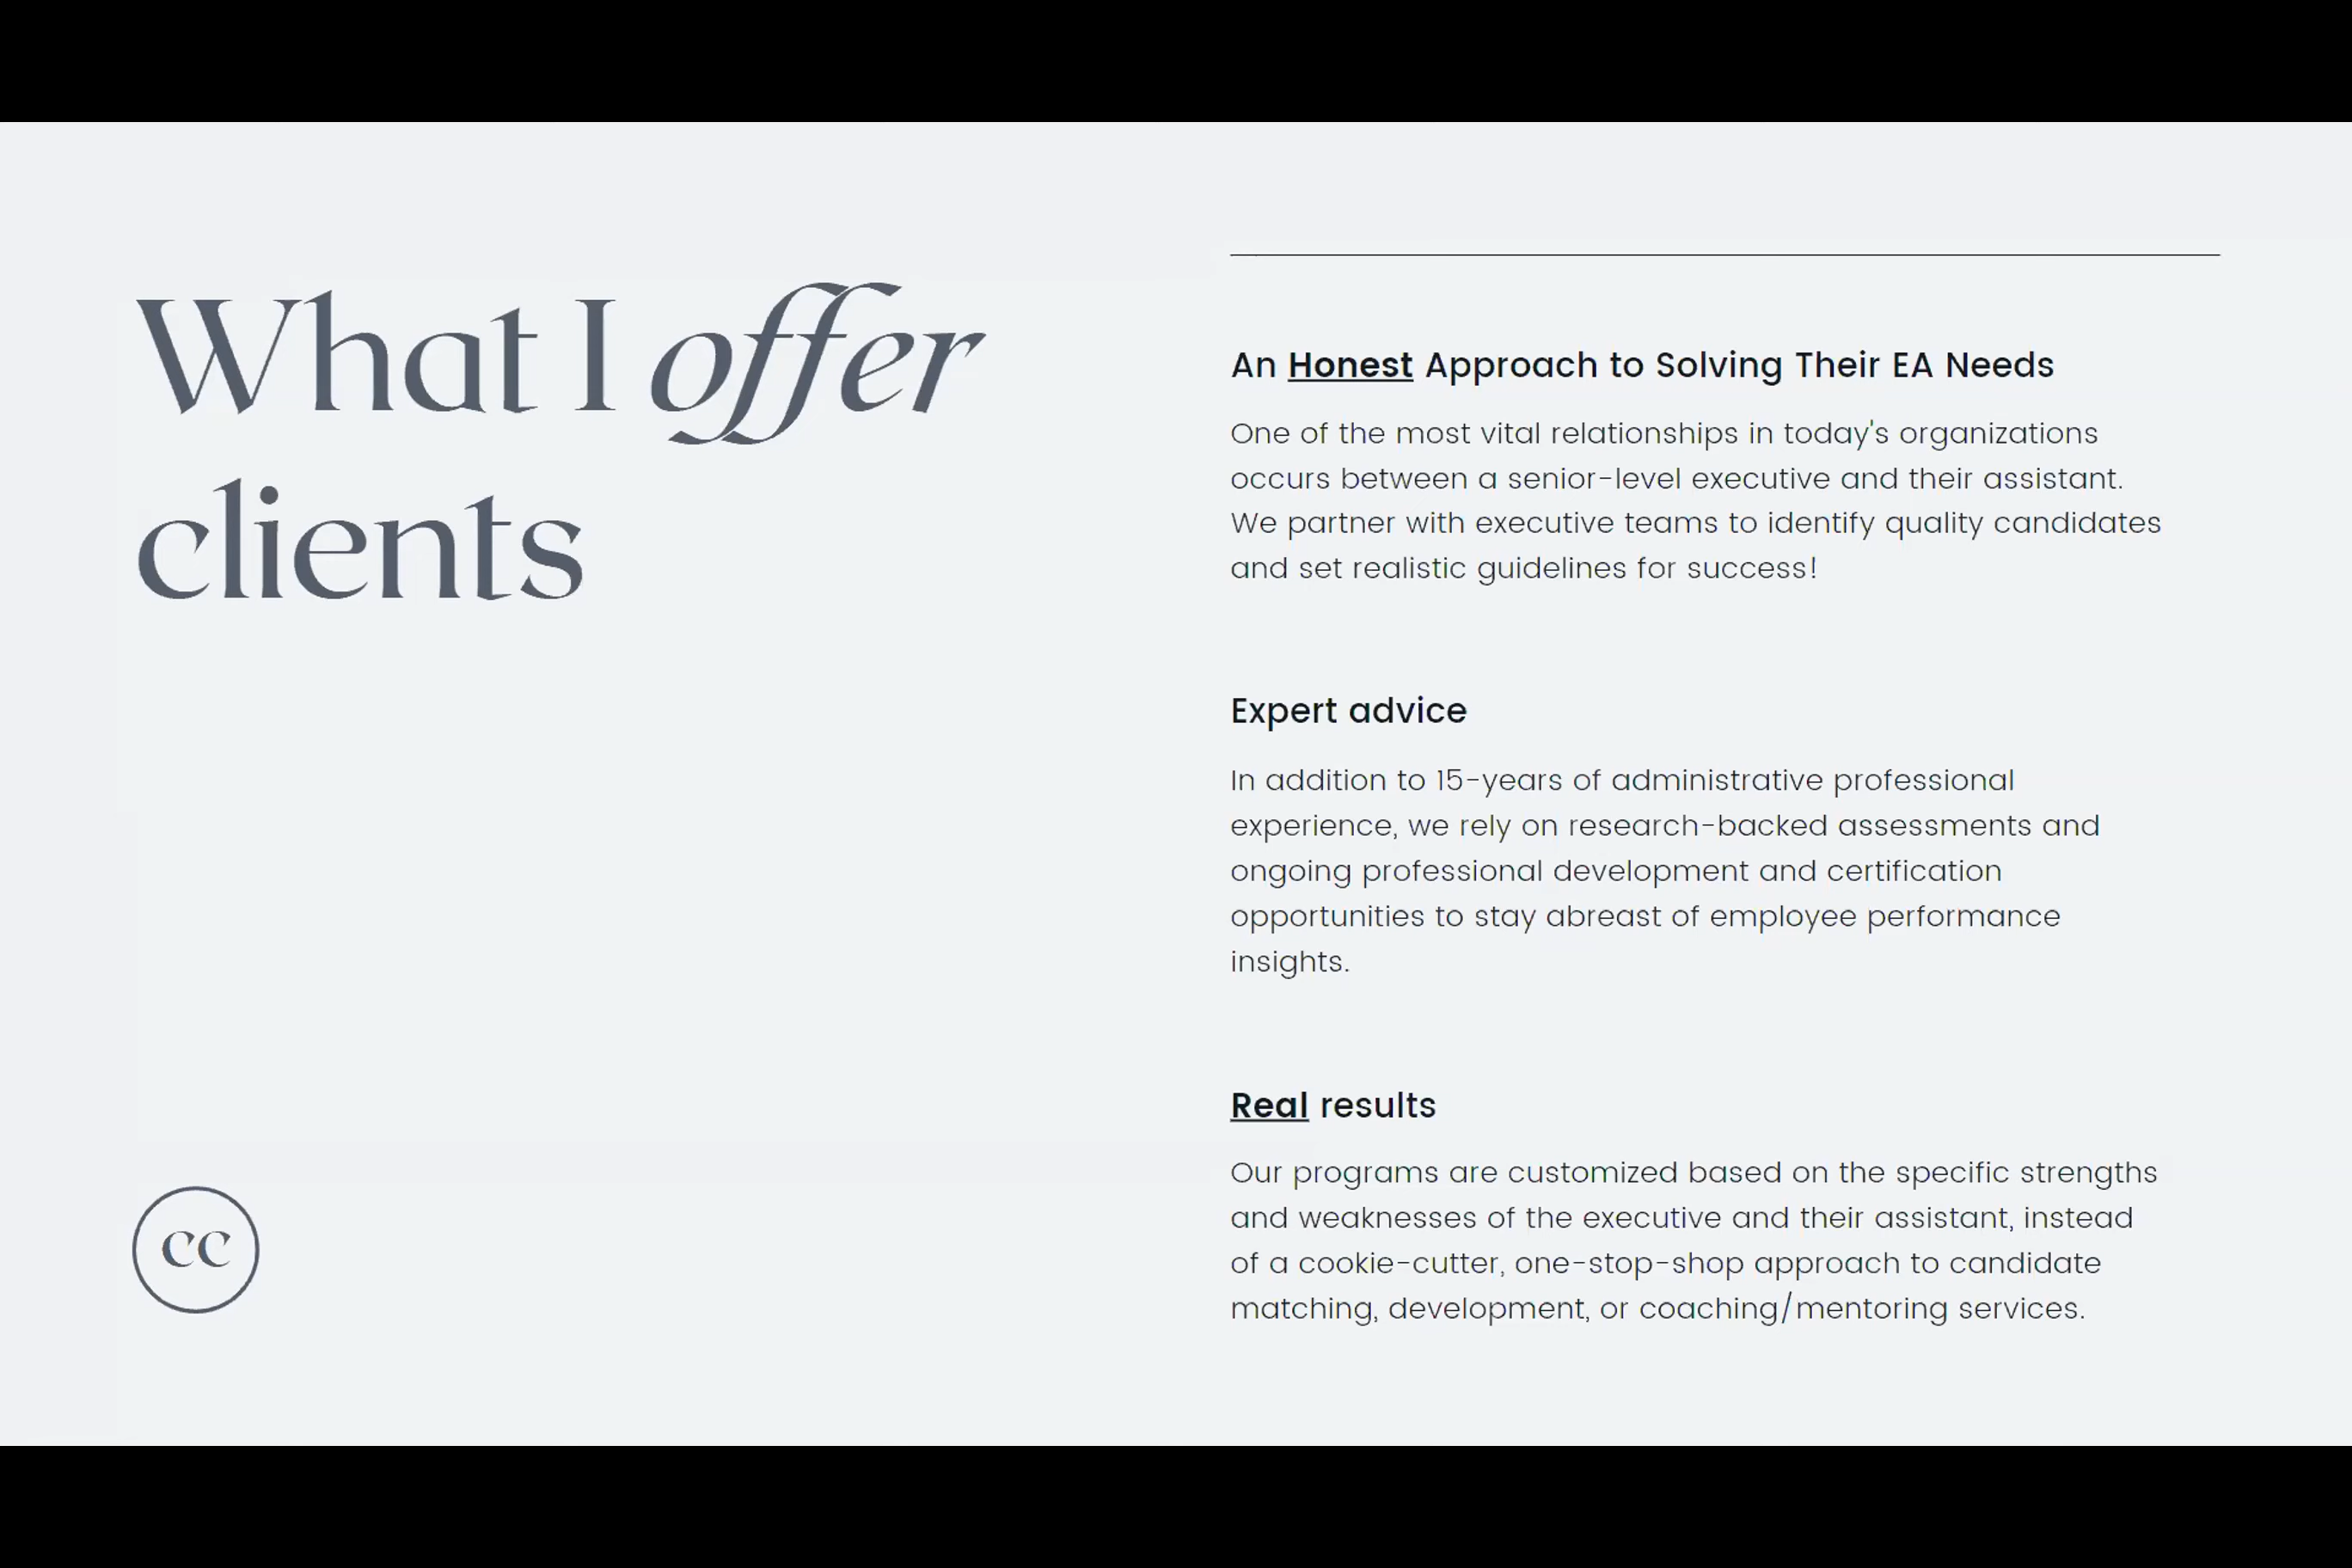 What I offer
clients
An Honest Approach to Solving Their EA Needs
One of the most vital relationships in today's organizations
occurs between a senior-level executive and their assistant.
We partner with executive teams to identify quality candidates
and set realistic guidelines for success!
Expert advice
In addition to 15-years of administrative professional
experience, we rely on research-backed assessments and
ongoing professional development and certification
opportunities to stay abreast of employee performance
insights.
Real results
Our programs are customized based on the specific strengths
and weaknesses of the executive and their assistant, instead
of a cookie-cutter, one-stop-shop approach to candidate
matching, development, or coaching/mentoring services.
CC